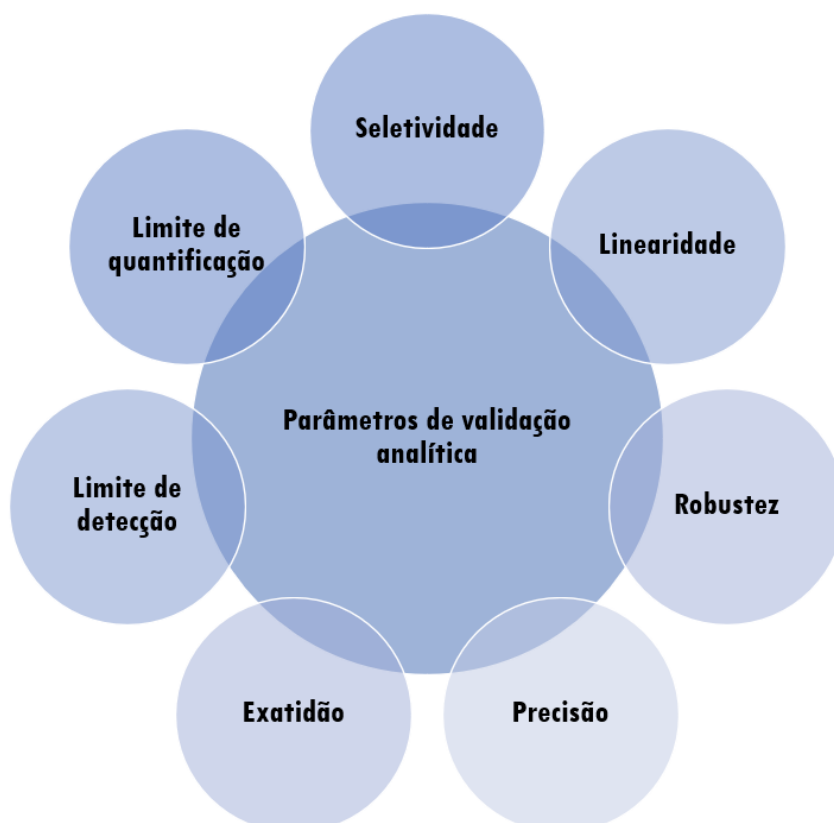 Seletividade
Linearidade
Robustez
Precisão
Exatidão
Limite de
detecção
Limite de
quantificação
Parâmetros de validação
analítica